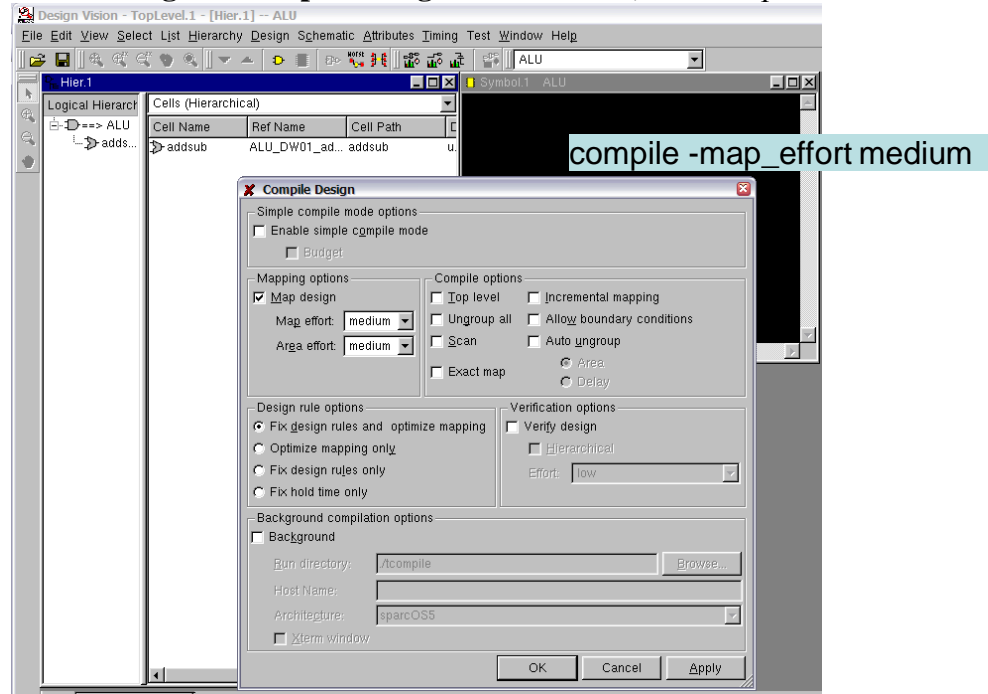 Design Vision - TopLevel.1 - [Hier.1] -- ALU
File Edit View Select List Hierarchy Design Schematic Attributes Timing Test Window Help
ALU
Hier.1
Symbol.1 ALU
Logical Hierarch
Cells (Hierarchical)
==> ALU
adds...
Cell Name Ref Name Cell Path
addsub ALU_DW01_ad... addsub u.
compile -map_effort medium
Compile Design
Simple compile mode options
Enable simple compile mode
Budget
Mapping options
Map design
Map effort: medium
Area effort: medium
Compile options
Top level Incremental mapping
Ungroup all Allow boundary conditions
Scan Auto ungroup
Area
Exact map
Delay
Design rule options
Fix design rules and optimize mapping
Optimize mapping only
Fix design rules only
Fix hold time only
Verification options
Verify design
Hierarchical
Effort: low
Background compilation options
Background
Run directory: ./tcompile Browse...
Host Name:
Architecture: sparcOS5
Xterm window
OK Cancel Apply